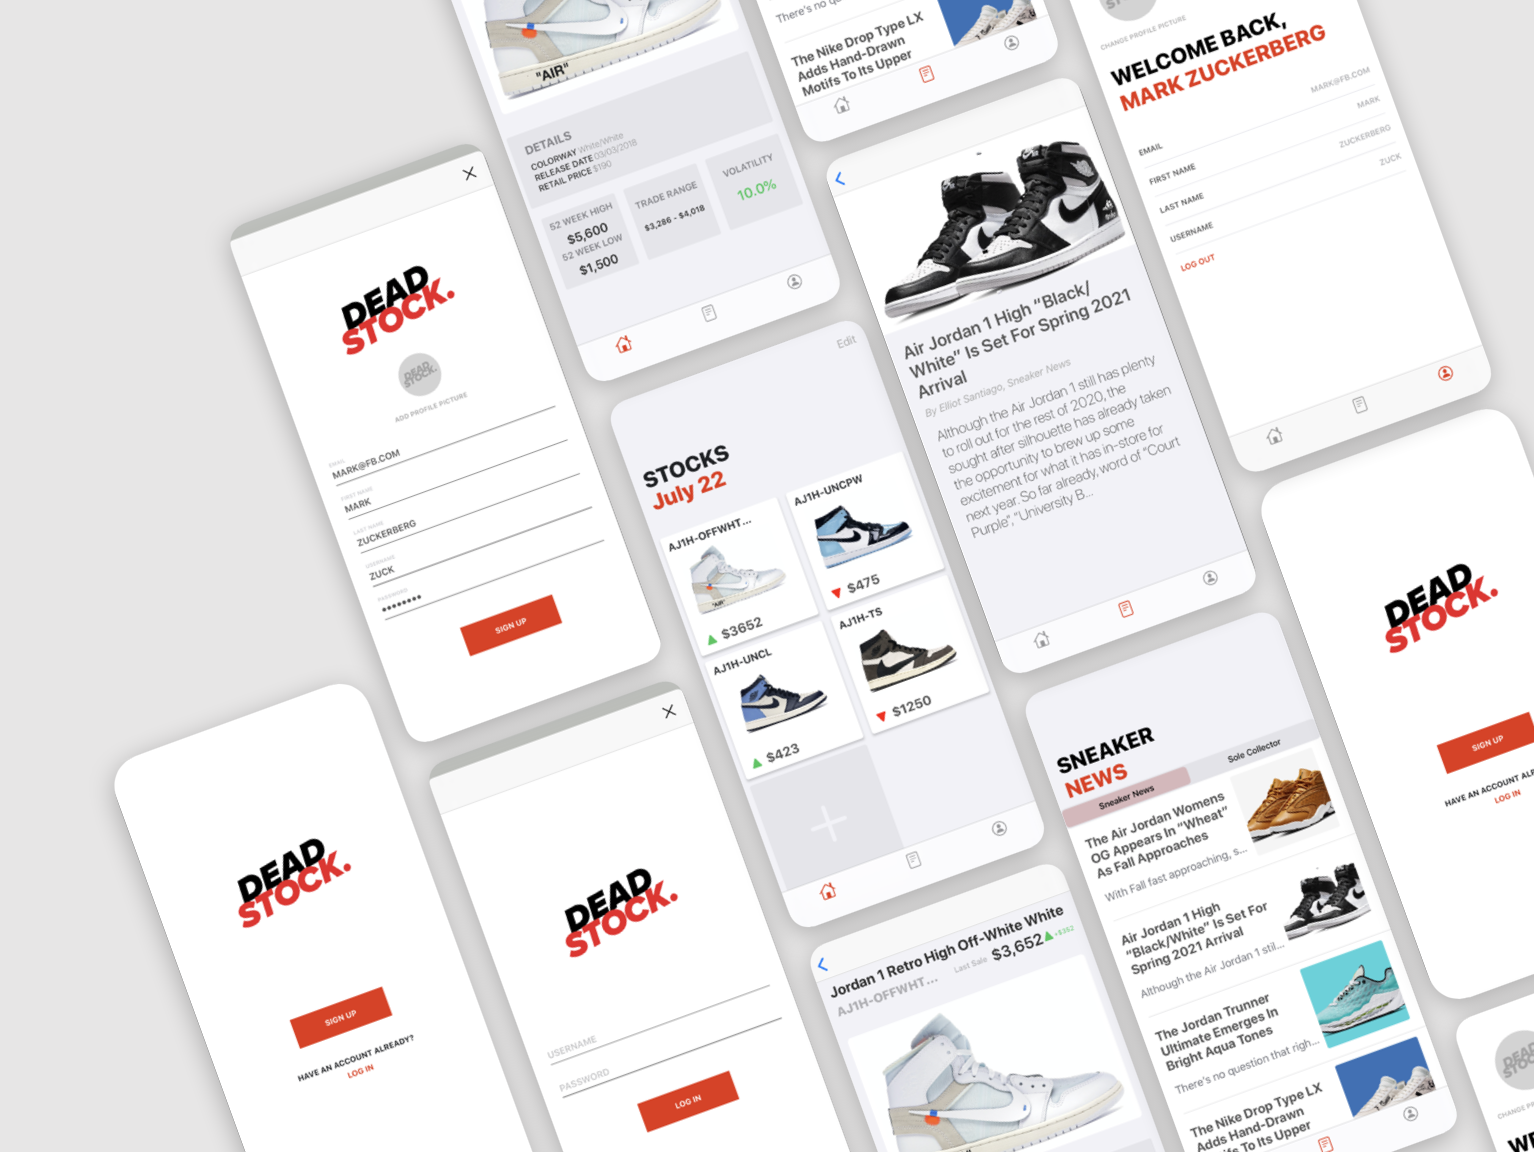 "AIR"
DETAILS
COLORWAY White/White
RELEASE DATE 03/03/2018
RETAIL PRICE $190
52 WEEK HIGH
$5,600
52 WEEK LOW
$1,500
TRADE RANGE
$3,286 - $4,018
VOLATILITY
10.0%
The Nike Drop Type LX
Adds Hand-Drawn
Motifs To Its Upper
CHANGE PROFILE PICTURE
WELCOME BACK,
MARK ZUCKERBERG
EMAIL MARK@FB.COM
FIRST NAME MARK
LAST NAME ZUCKERBERG
USERNAME ZUCK
LOG OUT
DEAD
STOCK.
DEAD
STOCK.
ADD PROFILE PICTURE
EMAIL
MARK@FB.COM
FIRST NAME
MARK
LAST NAME
ZUCKERBERG
USERNAME
ZUCK
PASSWORD
••••••••
SIGN UP
Edit
STOCKS
July 22
AJ1H-OFFWHT...
"AIR"
$3652
AJ1H-UNCPW
$475
AJ1H-UNCL
$423
AJ1H-TS
$1250
Air Jordan 1 High “Black/
White” Is Set For Spring 2021
Arrival
By Elliot Santiago, Sneaker News
Although the Air Jordan 1 still has plenty
to roll out for the rest of 2020, the
sought after silhouette has already taken
the opportunity to brew up some
excitement for what it has in-store for
next year. So far already, word of “Court
Purple”, “University B...
DEAD
STOCK.
SIGN UP
HAVE AN ACCOUNT ALREADY?
LOG IN
DEAD
STOCK.
USERNAME
PASSWORD
LOG IN
Jordan 1 Retro High Off-White White
AJ1H-OFFWHT...
Last Sale $3,652
SNEAKER
NEWS
Sneaker News
Sole Collector
The Air Jordan Womens
OG Appears In “Wheat”
As Fall Approaches
With Fall fast approaching, s...
Air Jordan 1 High
“Black/White” Is Set For
Spring 2021 Arrival
Although the Air Jordan 1 stil...
The Jordan Trunner
Ultimate Emerges In
Bright Aqua Tones
There's no question that righ...
The Nike Drop Type LX
Adds Hand-Drawn
To Its Upper
DEAD
STOCK.
SIGN UP
HAVE AN ACCOUNT
LOG IN